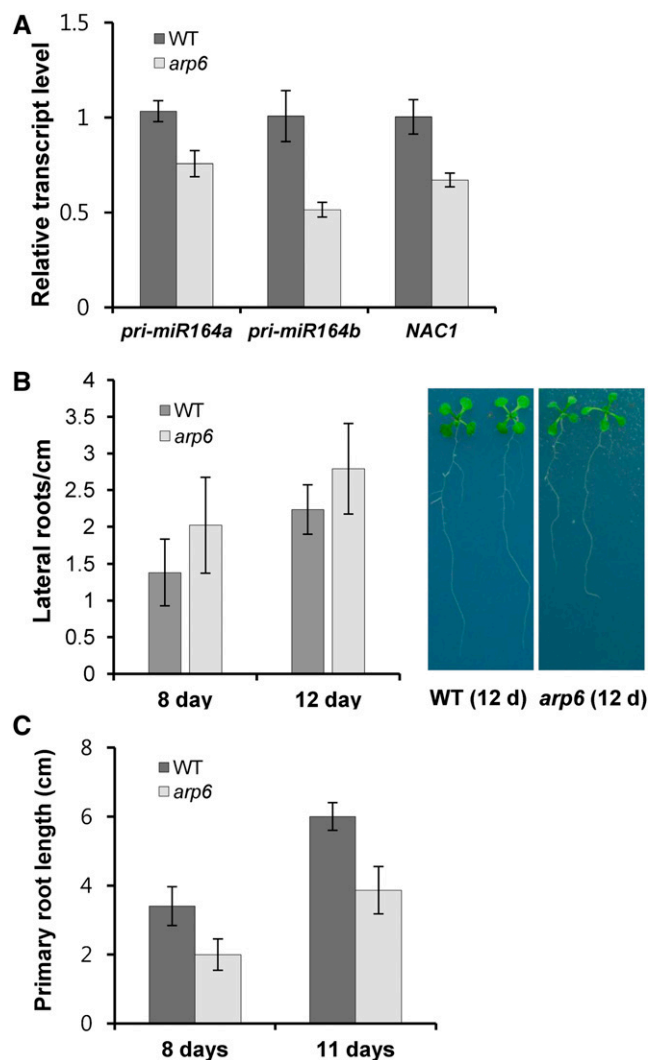 A
WT
arp6
Relative transcript level
1.5
1
0.5
0
pri-miR164a pri-miR164b NAC1
B
WT
arp6
Lateral roots/cm
4
3.5
3
2.5
2
1.5
1
0.5
0
8 day 12 day
WT (12 d) arp6 (12 d)
C
WT
arp6
Primary root length (cm)
8
6
4
2
0
8 days 11 days